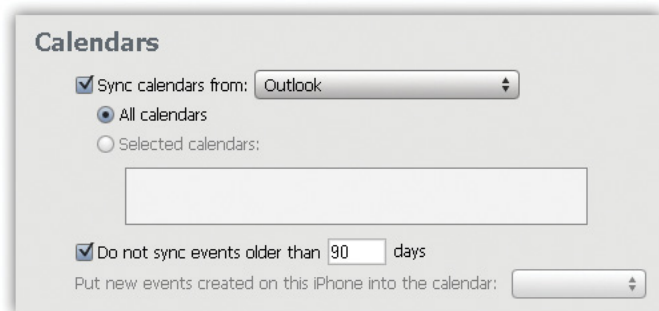 Calendars
Sync calendars from: Outlook
All calendars
Selected calendars:
Do not sync events older than 90 days
Put new events created on this iPhone into the calendar: